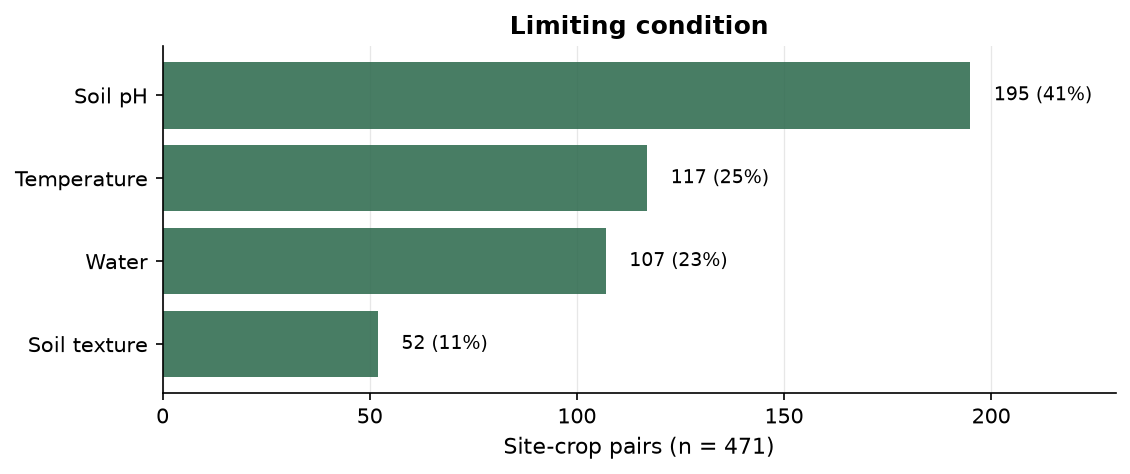 Limiting condition
Soil pH
195 (41%)
Temperature
117 (25%)
Water
107 (23%)
Soil texture
52 (11%)
0 50 100 150 200
Site-crop pairs (n = 471)